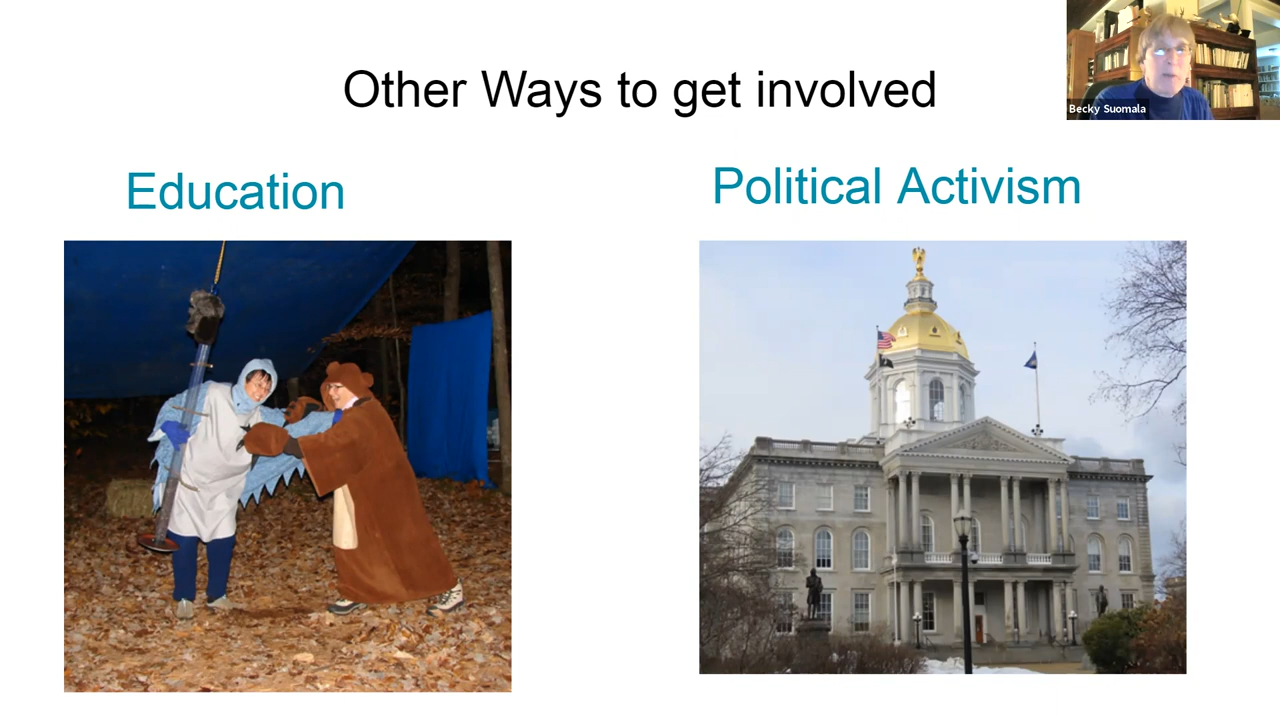 Other Ways to get involved
Becky Suomala
Education
Political Activism